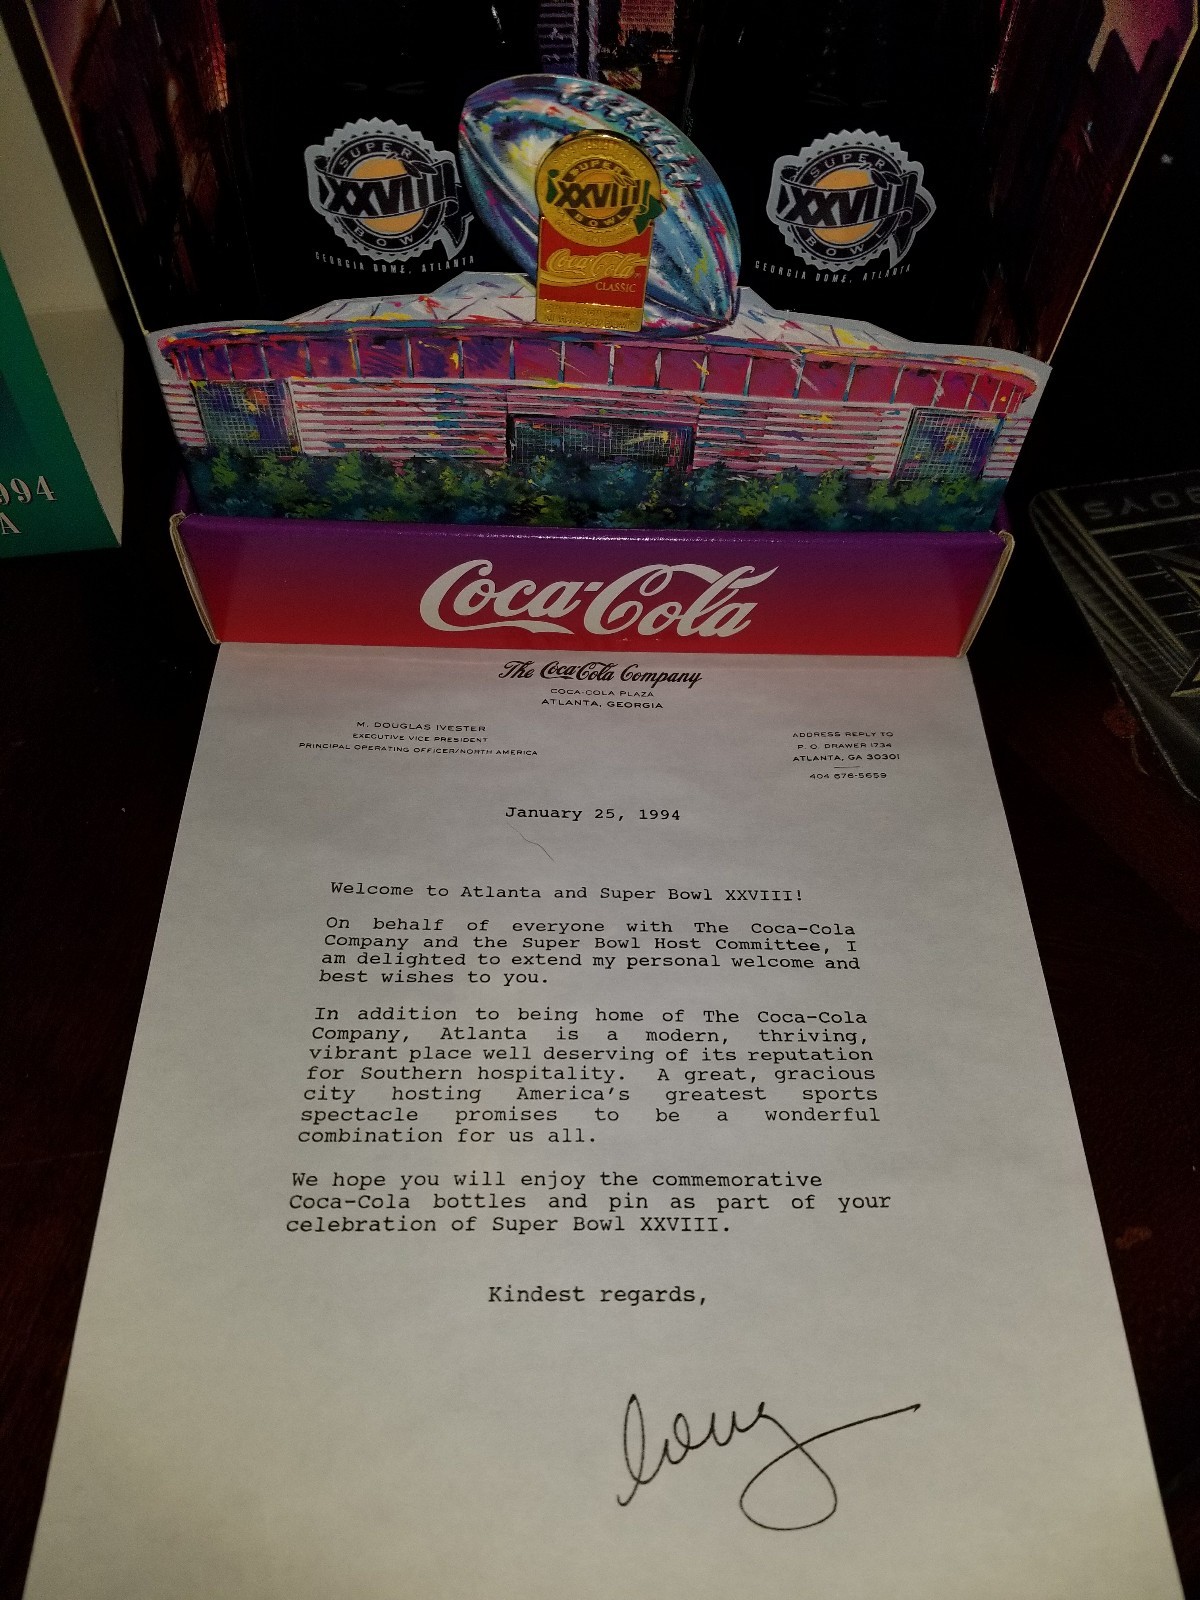 SUPER
XXVIII
BOWL
GEORGIA DOME, ATLANTA
SUPER
XXVIII
BOWL
Coca-Cola
CLASSIC
SUPER
XXVIII
BOWL
GEORGIA DOME, ATLANTA
994
A
OYS
Coca-Cola
The Coca-Cola Company
COCA-COLA PLAZA
ATLANTA, GEORGIA
M. DOUGLAS IVESTER
EXECUTIVE VICE PRESIDENT
PRINCIPAL OPERATING OFFICER/NORTH AMERICA
ADDRESS REPLY TO
P. O. DRAWER 1734
ATLANTA, GA 30301
404 676-5659
January 25, 1994
Welcome to Atlanta and Super Bowl XXVIII!
On behalf of everyone with The Coca-Cola
Company and the Super Bowl Host Committee, I
am delighted to extend my personal welcome and
best wishes to you.
In addition to being home of The Coca-Cola
Company, Atlanta is a modern, thriving,
vibrant place well deserving of its reputation
for Southern hospitality. A great, gracious
city hosting America's greatest sports
spectacle promises to be a wonderful
combination for us all.
We hope you will enjoy the commemorative
Coca-Cola bottles and pin as part of your
celebration of Super Bowl XXVIII.
Kindest regards,
Doug